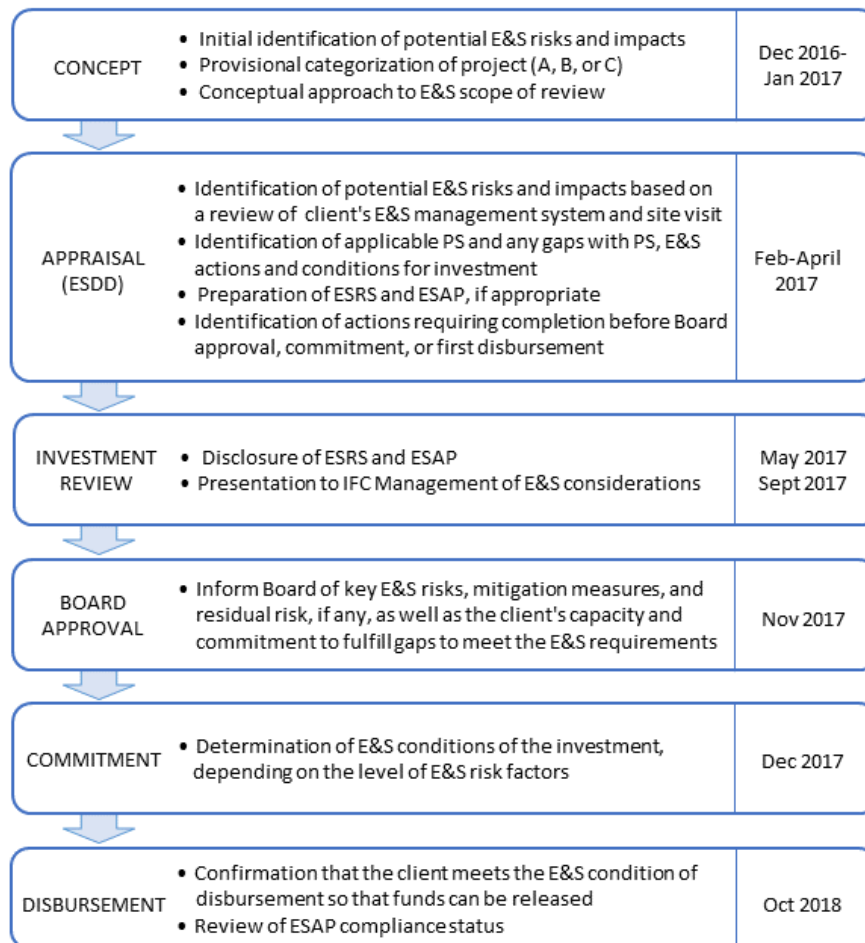 CONCEPT
• Initial identification of potential E&S risks and impacts
• Provisional categorization of project (A, B, or C)
• Conceptual approach to E&S scope of review
Dec 2016-
Jan 2017
APPRAISAL
(ESDD)
• Identification of potential E&S risks and impacts based on
a review of client's E&S management system and site visit
• Identification of applicable PS and any gaps with PS, E&S
actions and conditions for investment
• Preparation of ESRS and ESAP, if appropriate
• Identification of actions requiring completion before Board
approval, commitment, or first disbursement
Feb-April
2017
INVESTMENT
REVIEW
• Disclosure of ESRS and ESAP
• Presentation to IFC Management of E&S considerations
May 2017
Sept 2017
BOARD
APPROVAL
• Inform Board of key E&S risks, mitigation measures, and
residual risk, if any, as well as the client's capacity and
commitment to fulfill gaps to meet the E&S requirements
Nov 2017
COMMITMENT
• Determination of E&S conditions of the investment,
depending on the level of E&S risk factors
Dec 2017
DISBURSEMENT
• Confirmation that the client meets the E&S condition of
disbursement so that funds can be released
• Review of ESAP compliance status
Oct 2018